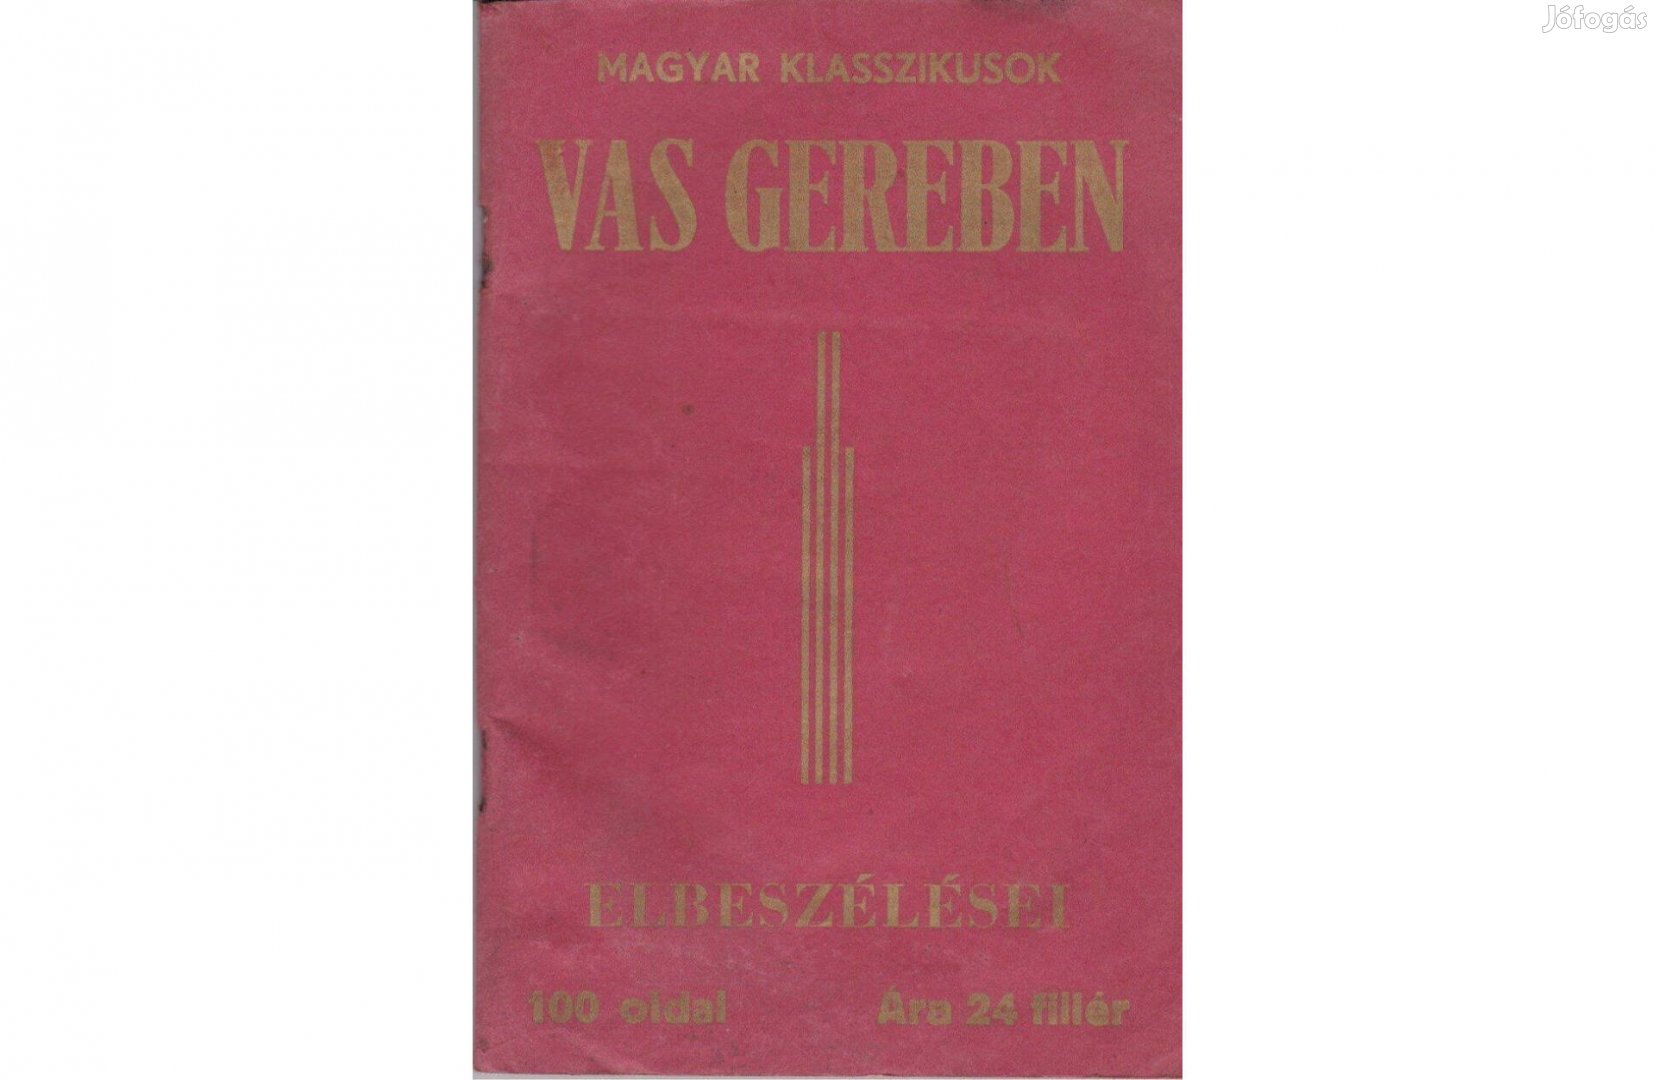 Jófogás
MAGYAR KLASSZIKUSOK
VAS GEREBEN
ELBESZÉLÉSEI
100 oldal Ára 24 fillér